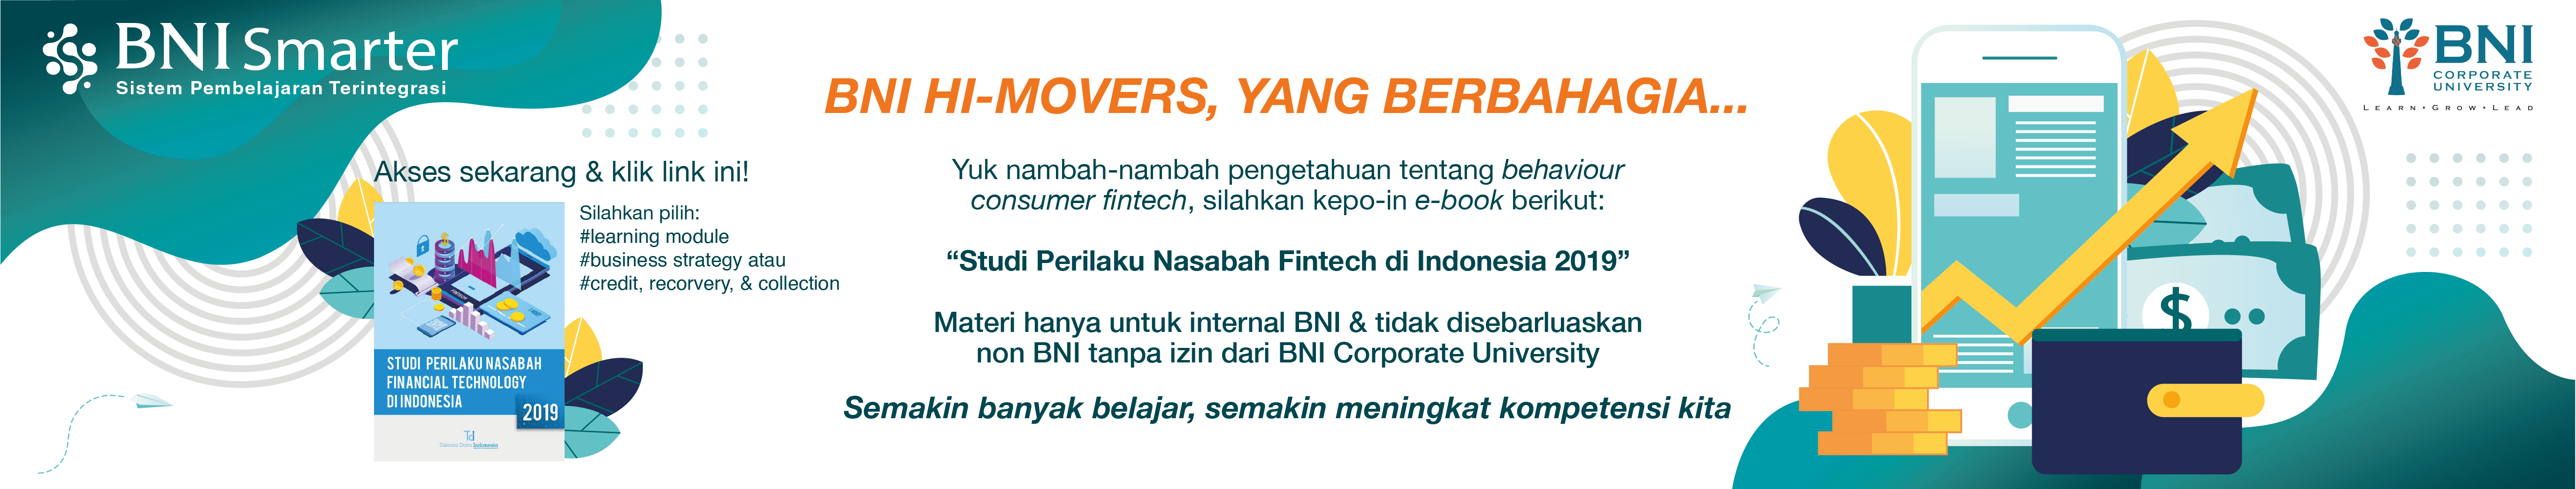 BNI Smarter
Sistem Pembelajaran Terintegrasi
Akses sekarang & klik link ini!
Silahkan pilih:
#learning module
#business strategy atau
#credit, recorvery, & collection
FINTECH
STUDI PERILAKU NASABAH
FINANCIAL TECHNOLOGY
DI INDONESIA
2019
Td
BNI HI-MOVERS, YANG BERBAHAGIA...
Yuk nambah-nambah pengetahuan tentang behaviour
consumer fintech, silahkan kepo-in e-book berikut:
“Studi Perilaku Nasabah Fintech di Indonesia 2019”
Materi hanya untuk internal BNI & tidak disebarluaskan
non BNI tanpa izin dari BNI Corporate University
Semakin banyak belajar, semakin meningkat kompetensi kita
$
BNI
CORPORATE
UNIVERSITY
LEARN • GROW • LEAD